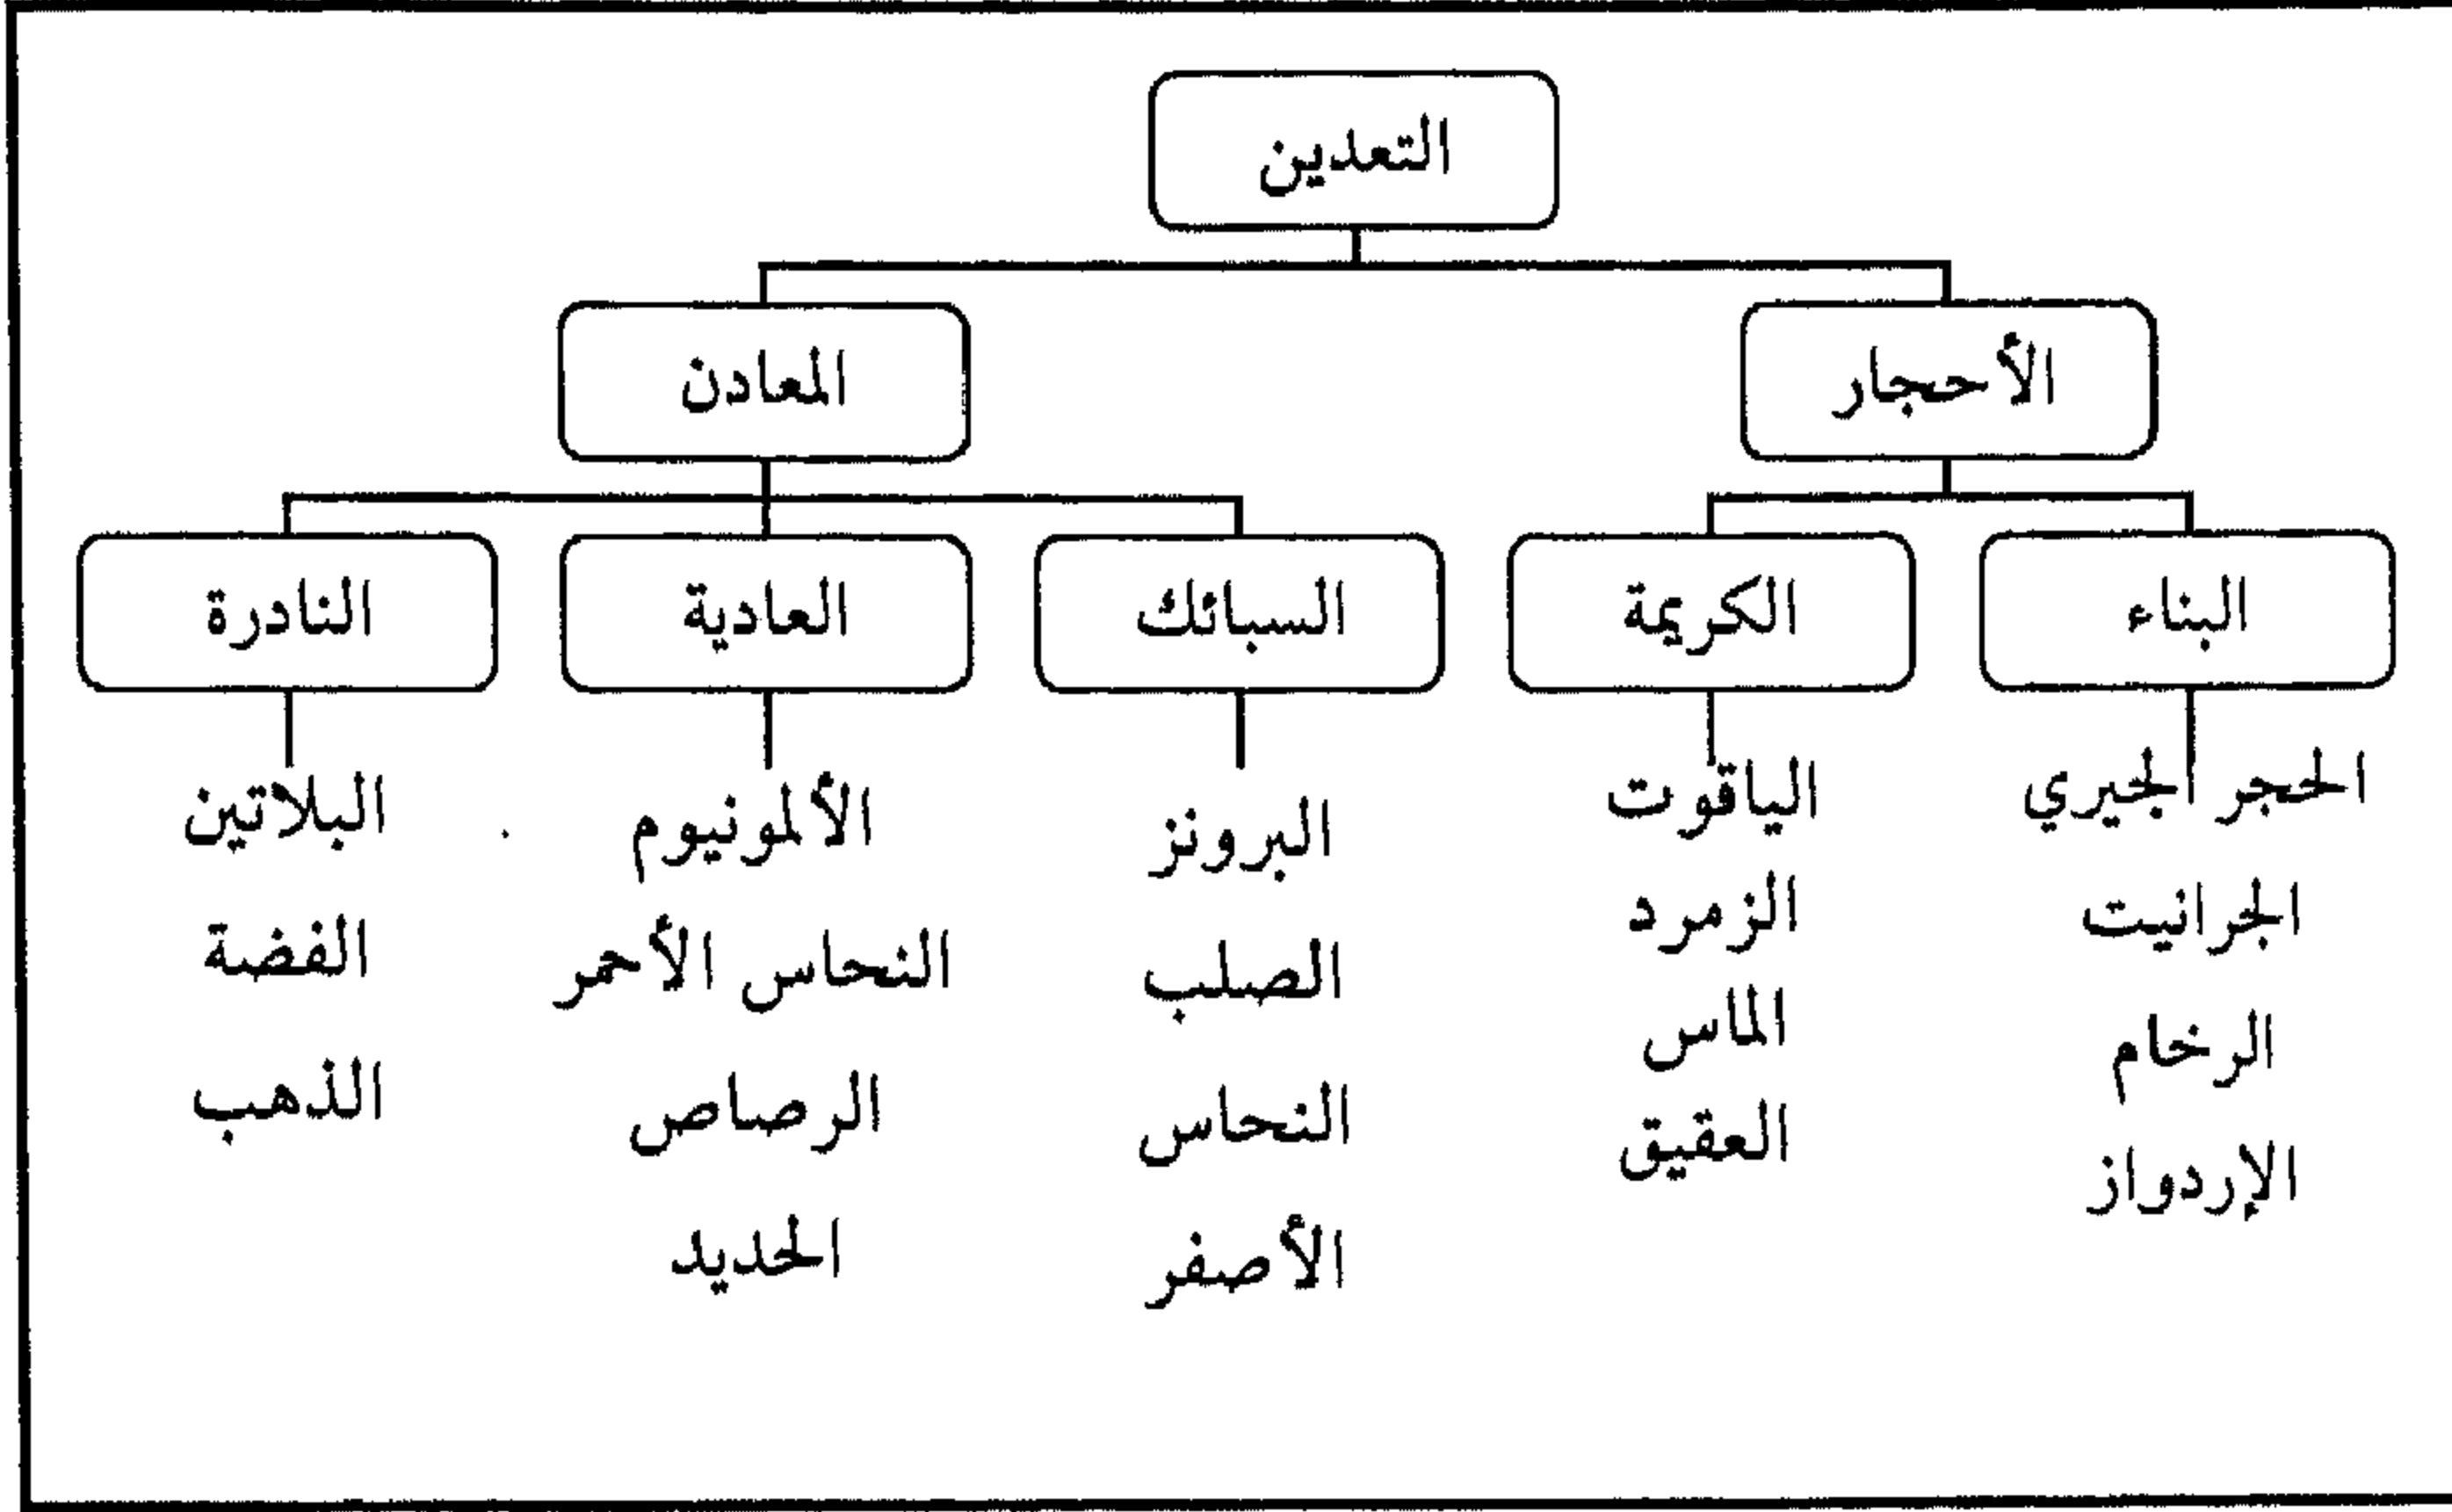 التعدين
الأحجار
المعادن
البناء
الكريمة
السبائك
العادية
النادرة
الحجر الجيري
الجرانيت
الرخام
الإردواز
الياقوت
الزمرد
الماس
العقيق
البرونز
الصلب
النحاس
الأصفر
الألمونيوم
النحاس الأحمر
الرصاص
الحديد
البلاتين
الفضة
الذهب